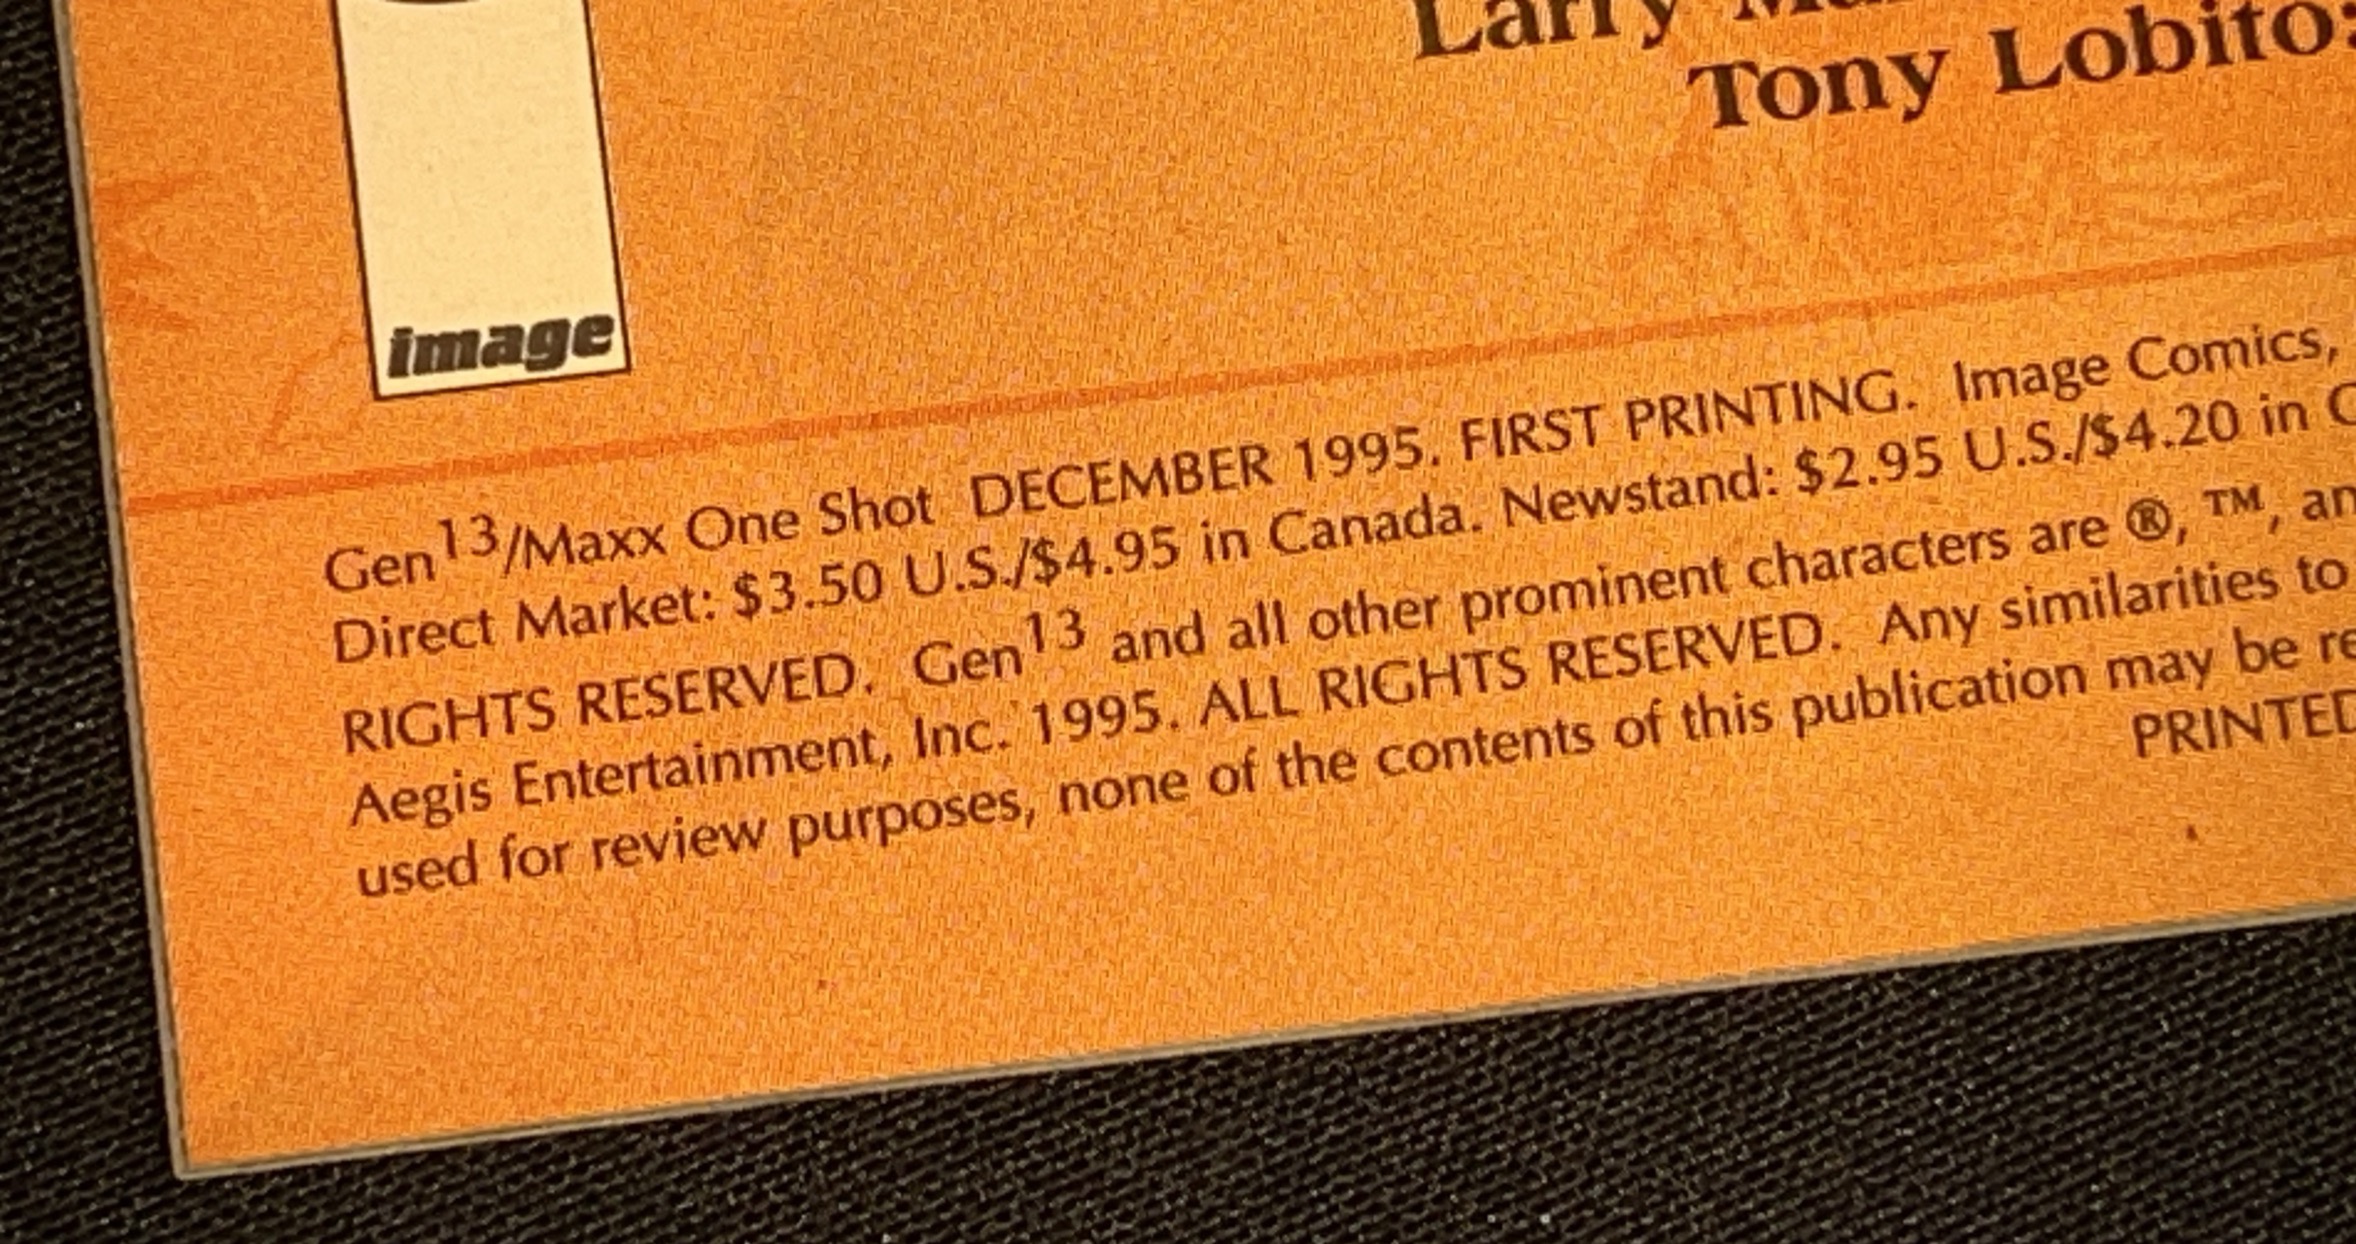 Larry
Tony Lobito:
image
Gen¹³/Maxx One Shot DECEMBER 1995. FIRST PRINTING. Image Comics,
Direct Market: $3.50 U.S./$4.95 in Canada. Newstand: $2.95 U.S./$4.20 in
RIGHTS RESERVED. Gen¹³ and all other prominent characters are ®, ™,
Aegis Entertainment, Inc. 1995. ALL RIGHTS RESERVED. Any similarities to
used for review purposes, none of the contents of this publication may be
PRINTED